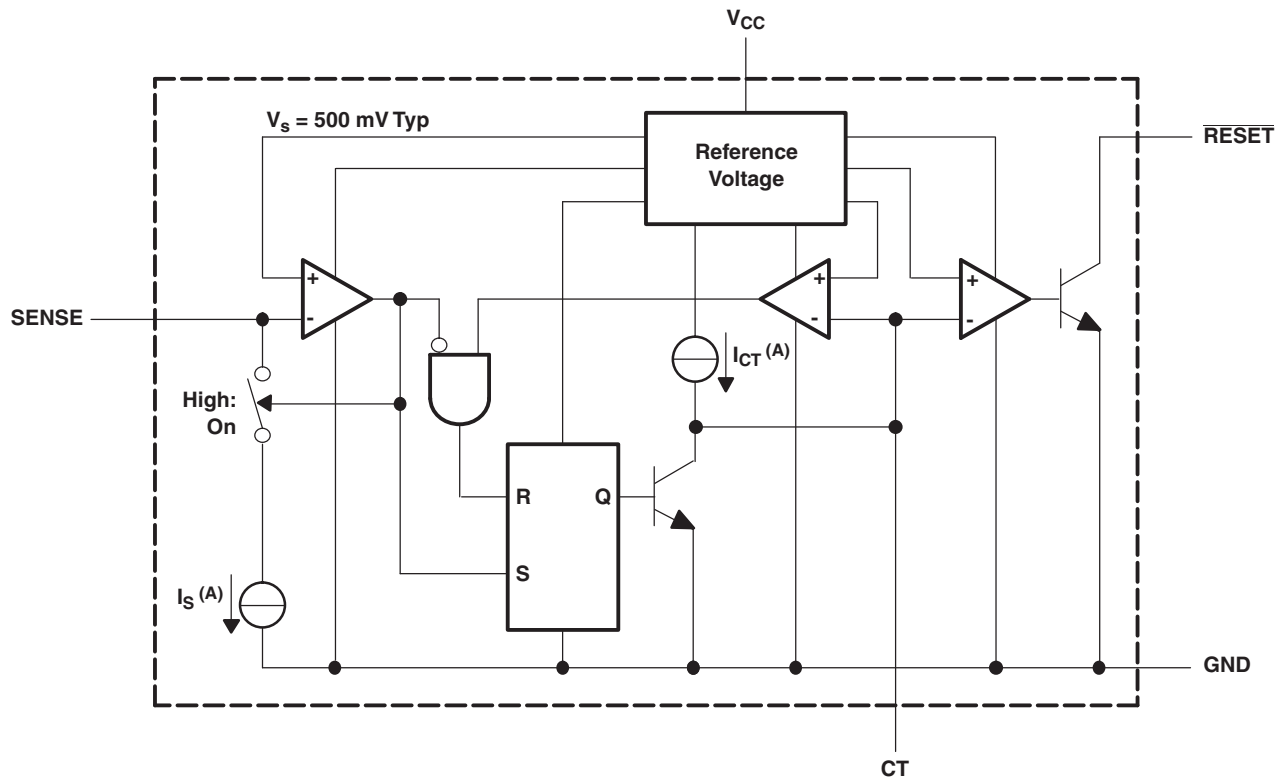 VCC
Vs = 500 mV Typ
Reference
Voltage
RESET
+
-
+
-
+
-
SENSE
ICT (A)
High:
On
R
Q
S
IS (A)
GND
CT